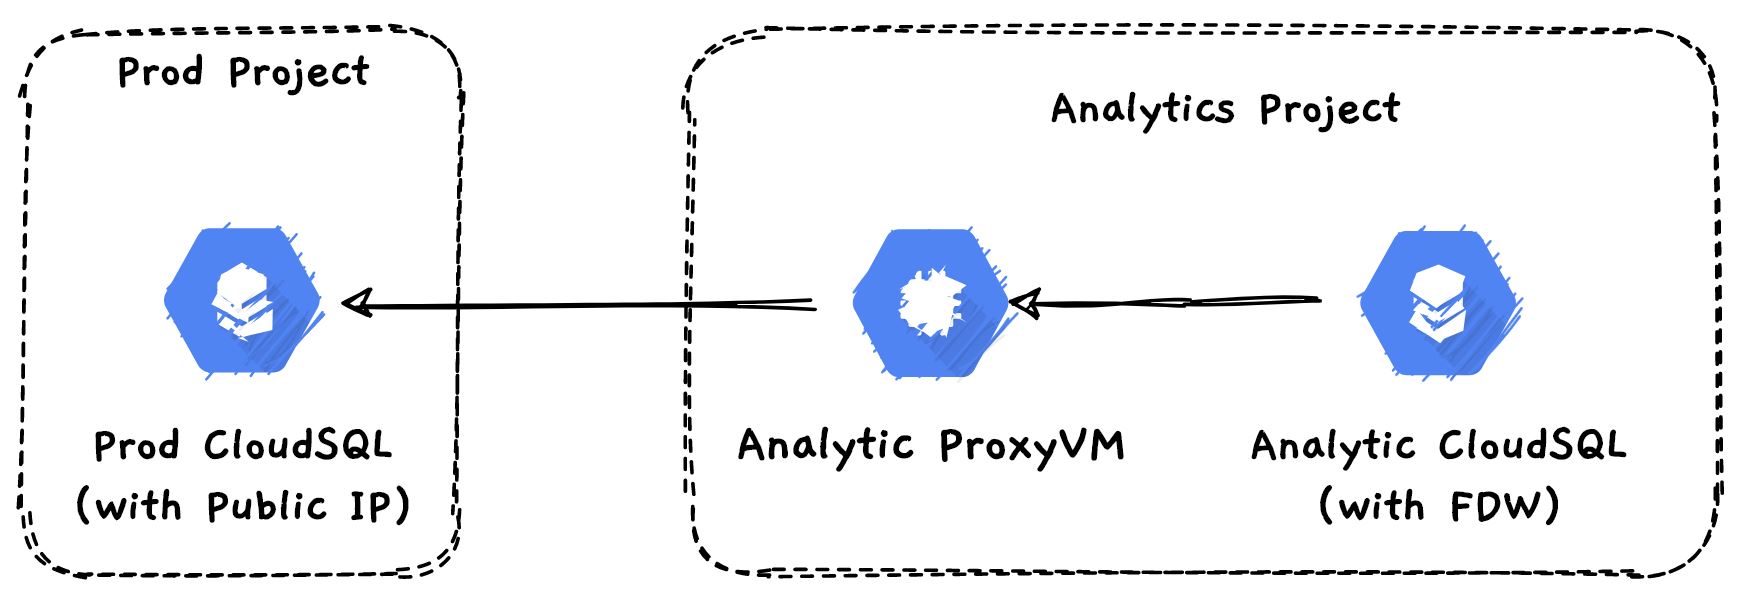 Prod Project
Analytics Project
Prod CloudSQL
(with Public IP)
Analytic ProxyVM
Analytic CloudSQL
(with FDW)